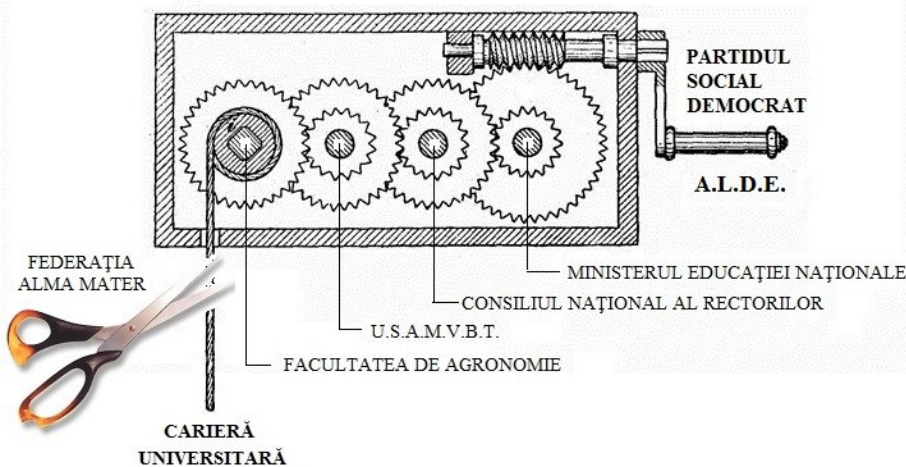 PARTIDUL
SOCIAL
DEMOCRAT
A.L.D.E.
FEDERAŢIA
ALMA MATER
MINISTERUL EDUCAŢIEI NAŢIONALE
CONSILIUL NAŢIONAL AL RECTORILOR
U.S.A.M.V.B.T.
FACULTATEA DE AGRONOMIE
CARIERĂ
UNIVERSITARĂ